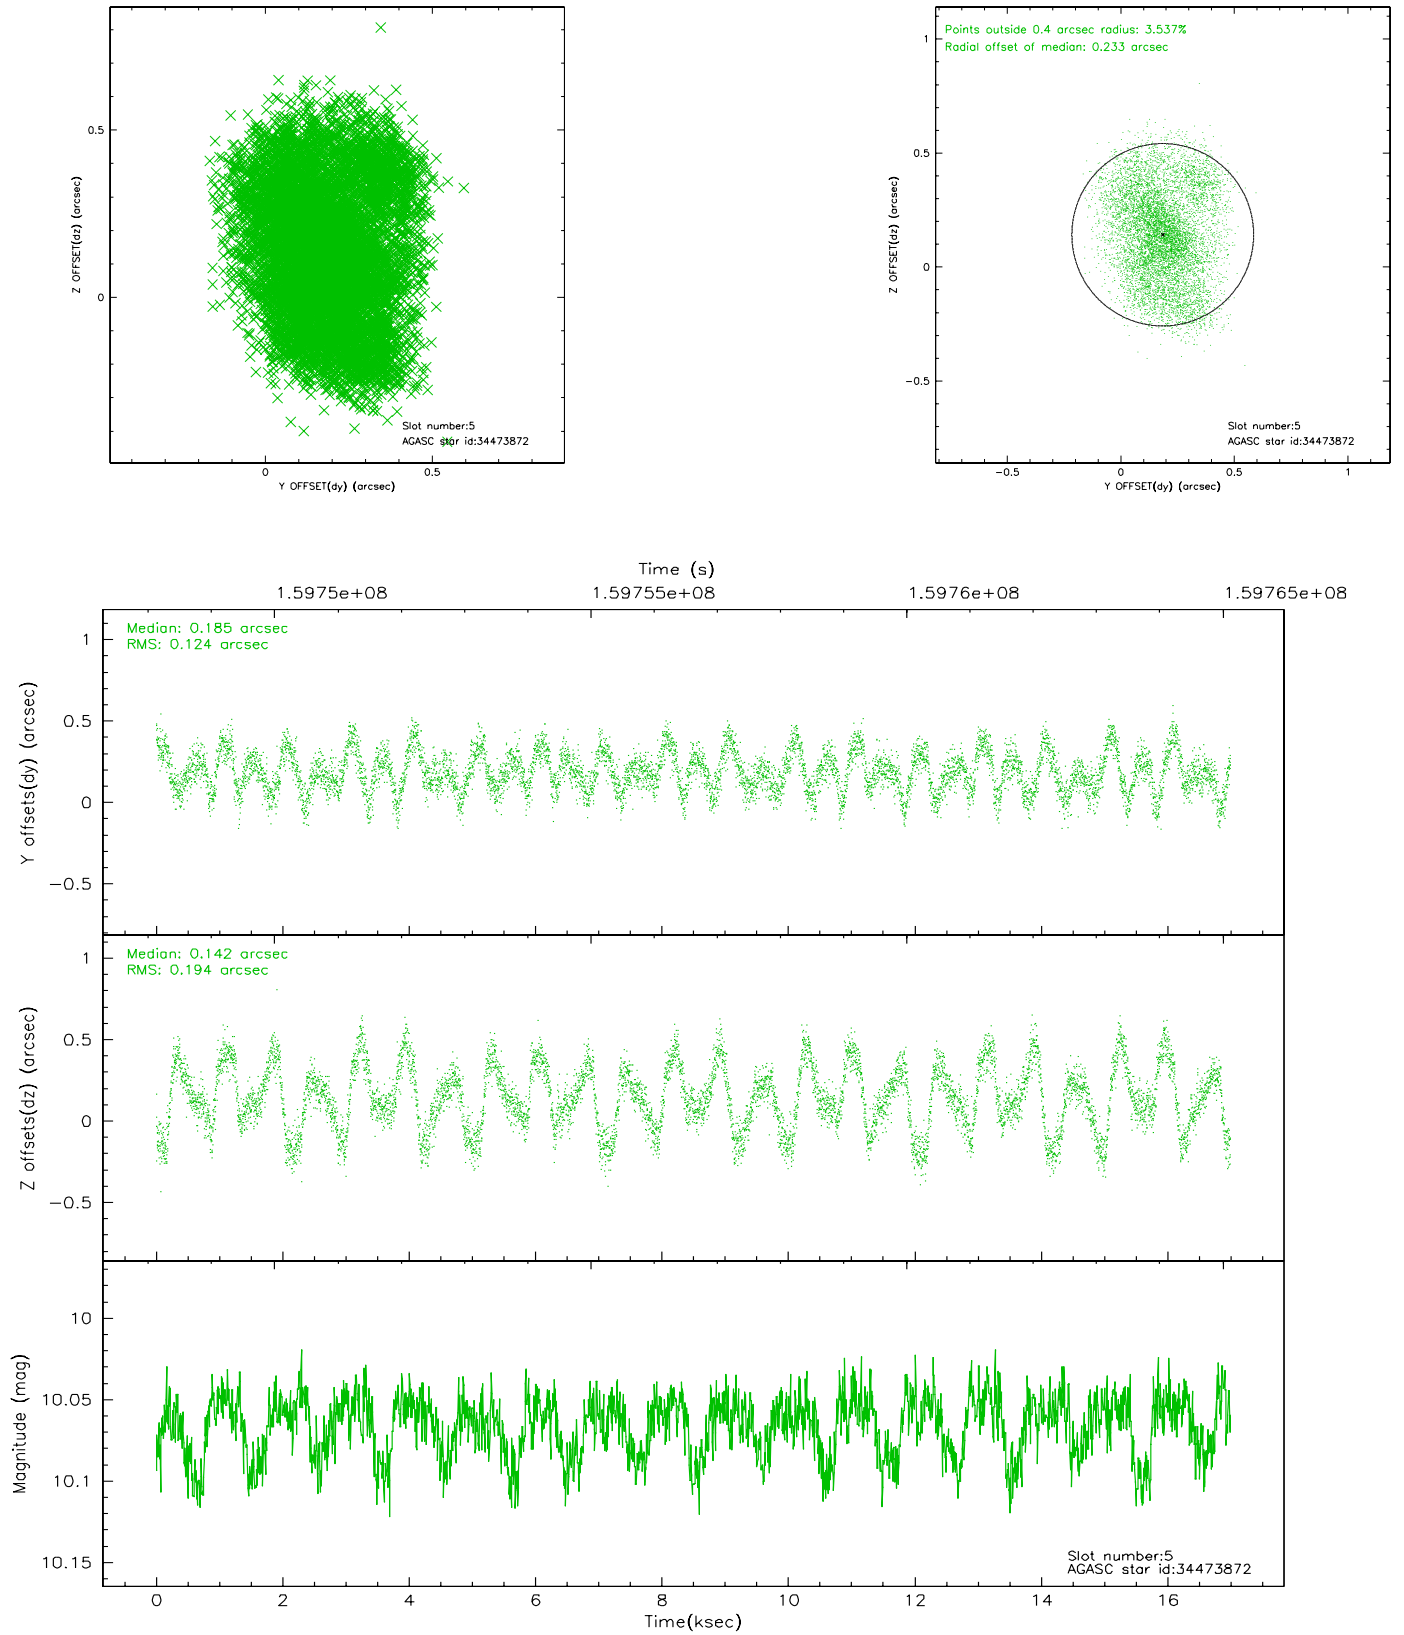 0.5
0
Z OFFSET(dz) (arcsec)
Slot number:5
AGASC star id:34473872
0
0.5
Y OFFSET(dy) (arcsec)
Points outside 0.4 arcsec radius: 3.537%
Radial offset of median: 0.233 arcsec
1
0.5
0
−0.5
Z OFFSET(dz) (arcsec)
Slot number:5
AGASC star id:34473872
−0.5
0
0.5
1
Y OFFSET(dy) (arcsec)
Time (s)
1.5975e+08
1.59755e+08
1.5976e+08
1.59765e+08
Median: 0.185 arcsec
RMS: 0.124 arcsec
1
0.5
0
−0.5
Y offsets(dy) (arcsec)
Median: 0.142 arcsec
RMS: 0.194 arcsec
1
0.5
0
−0.5
Z offsets(dz) (arcsec)
10
10.05
10.1
10.15
Magnitude (mag)
Slot number:5
AGASC star id:34473872
0
2
4
6
8
10
12
14
16
Time(ksec)